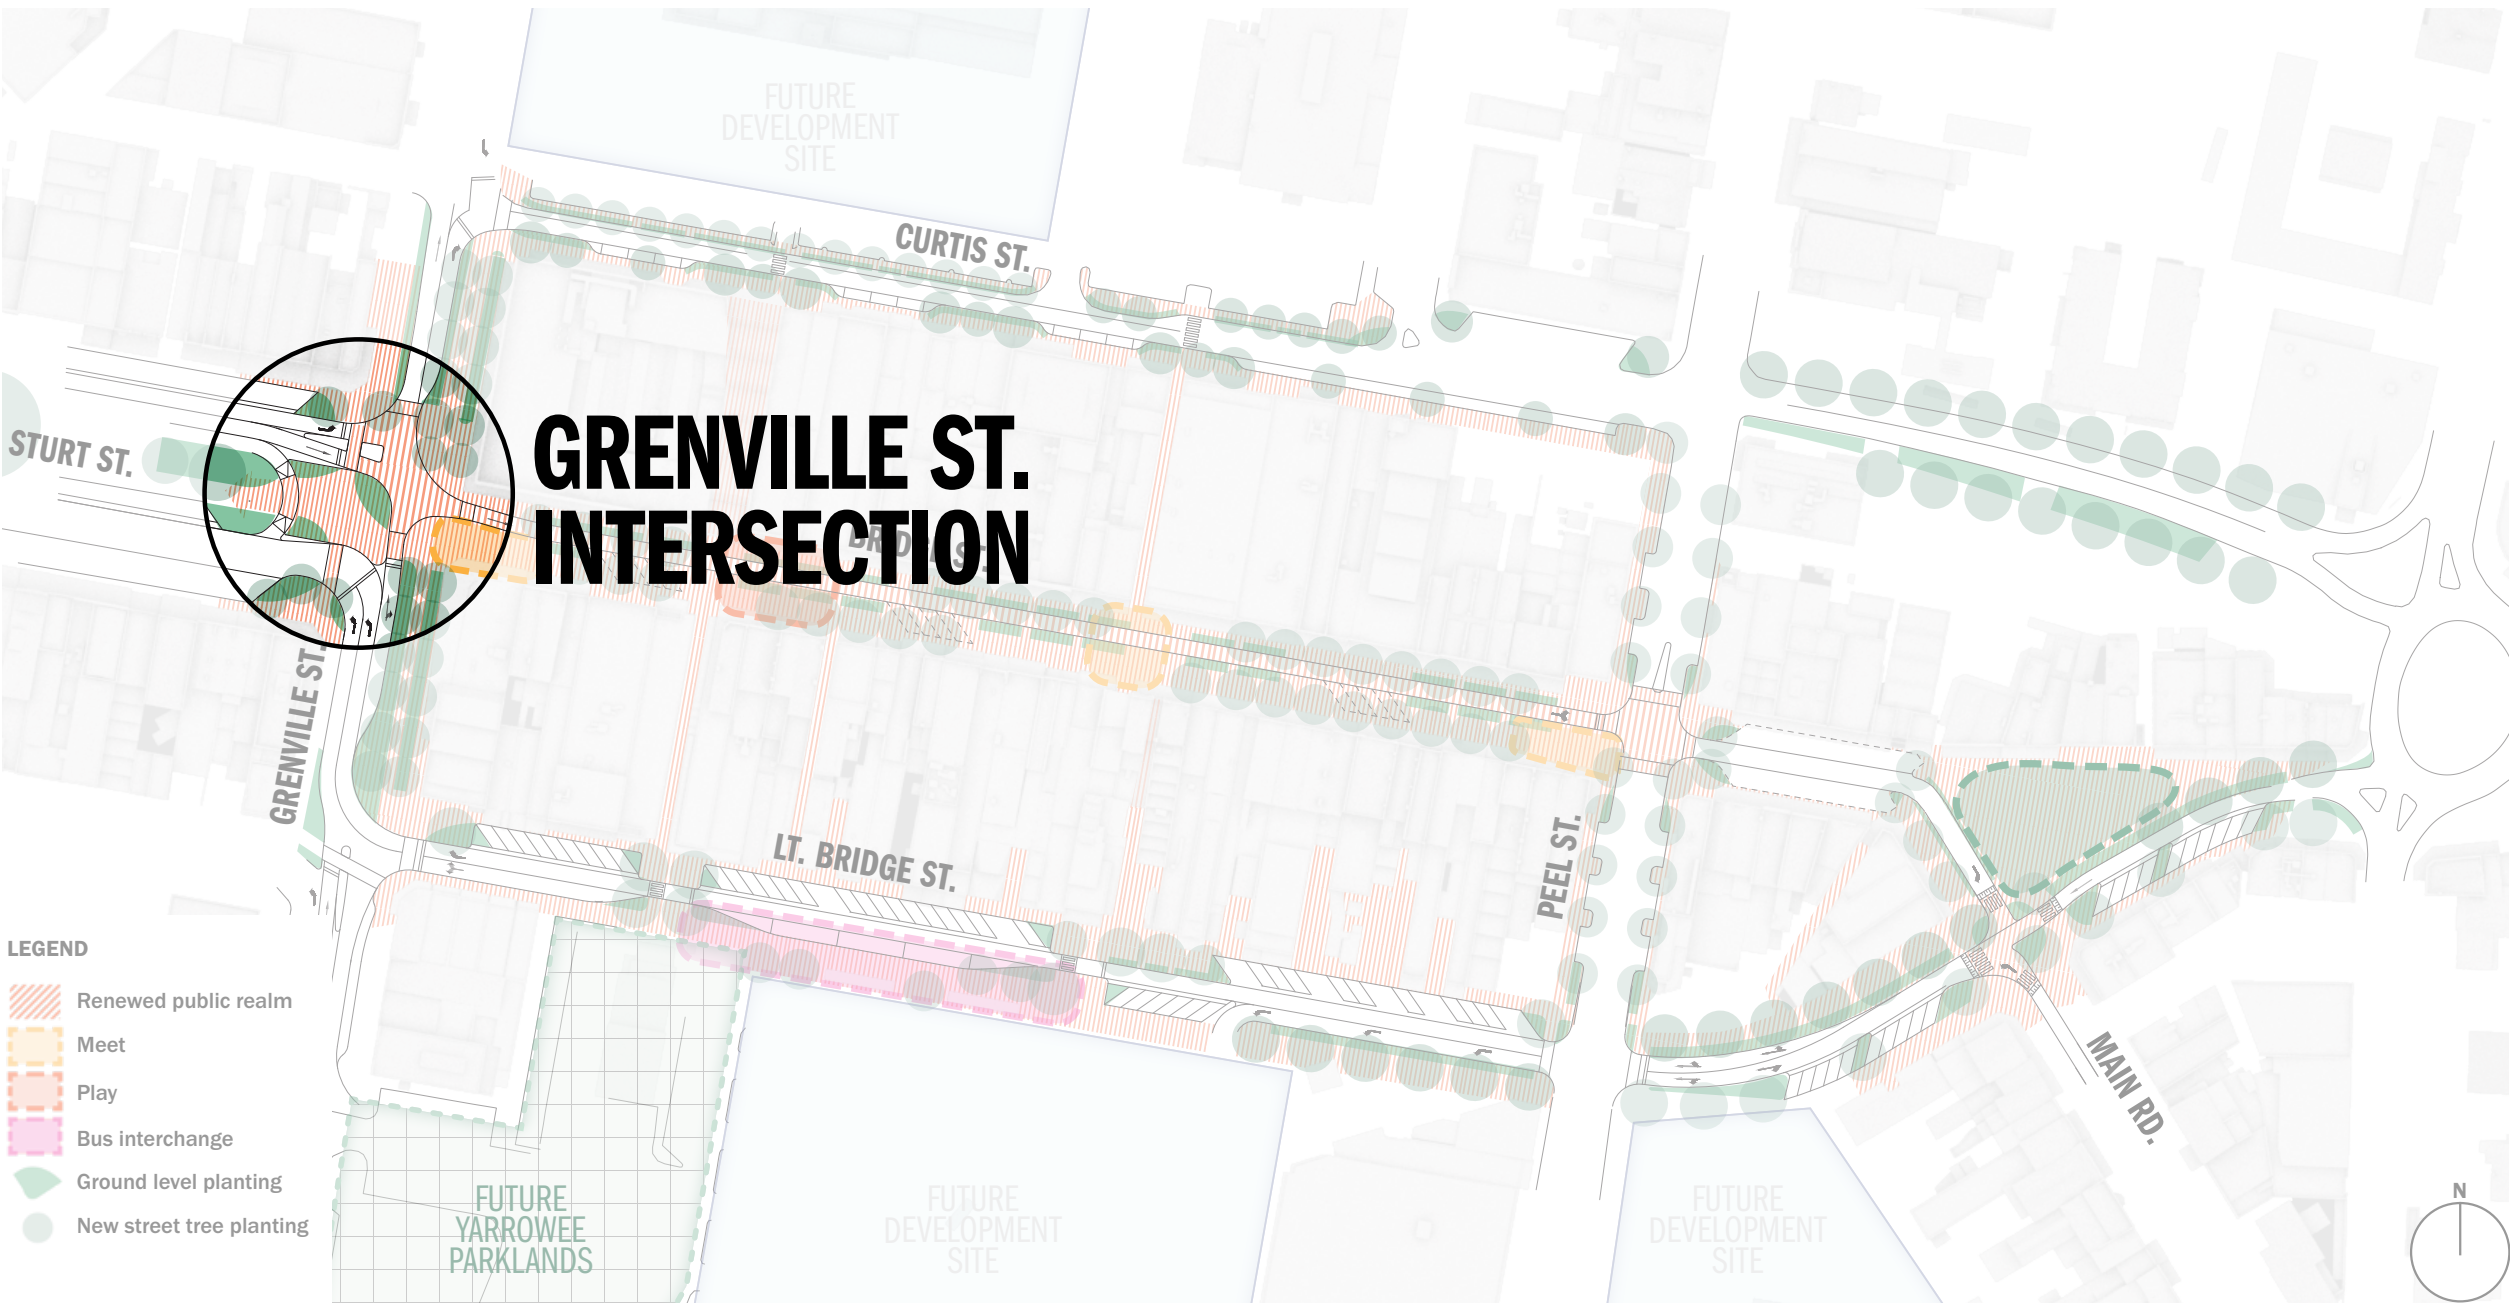 FUTURE
DEVELOPMENT
SITE
CURTIS ST.
STURT ST.
GRENVILLE ST.
INTERSECTION
BRIDGE ST.
GRENVILLE ST.
LT. BRIDGE ST.
PEEL ST.
MAIN RD.
LEGEND
Renewed public realm
Meet
Play
Bus interchange
Ground level planting
New street tree planting
FUTURE
YARROWEE
PARKLANDS
FUTURE
DEVELOPMENT
SITE
FUTURE
DEVELOPMENT
SITE
N